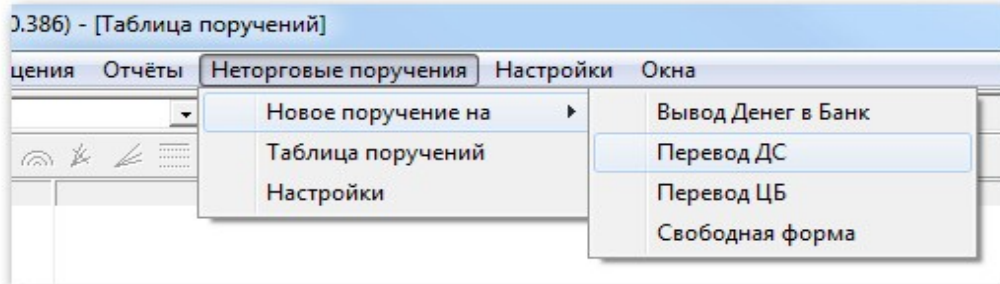 0.386) - [Таблица поручений]
цения Отчёты Неторговые поручения Настройки Окна
Новое поручение на
Таблица поручений
Настройки
Вывод Денег в Банк
Перевод ДС
Перевод ЦБ
Свободная форма